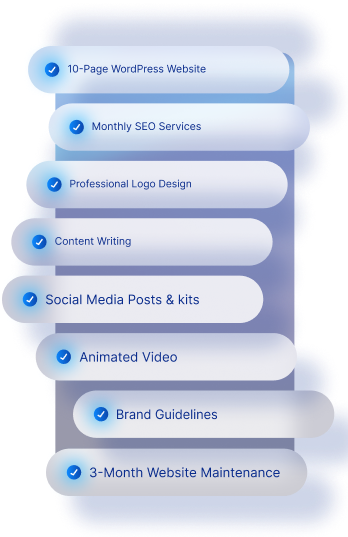 10-Page WordPress Website
Monthly SEO Services
Professional Logo Design
Content Writing
Social Media Posts & kits
Animated Video
Brand Guidelines
3-Month Website Maintenance